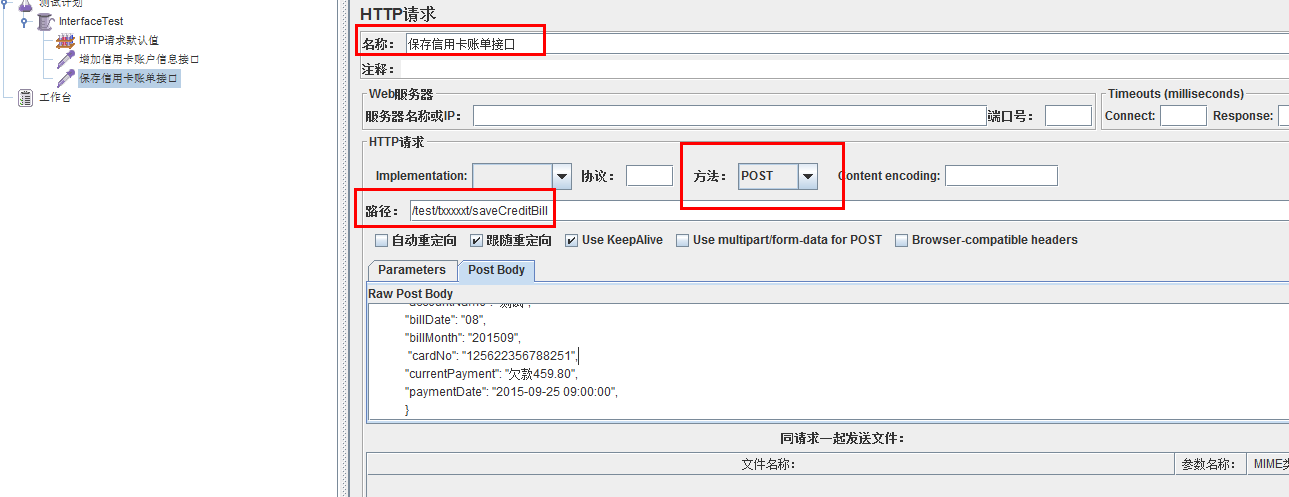 测试计划
InterfaceTest
HTTP请求默认值
增加信用卡账户信息接口
保存信用卡账单接口
工作台
HTTP请求
名称： 保存信用卡账单接口
注释：
Web服务器
Timeouts (milliseconds)
服务器名称或IP： 端口号： Connect: Response:
HTTP请求
Implementation: 协议： 方法： POST Content encoding:
路径： /test/txxxxxt/saveCreditBill
自动重定向 跟随重定向 Use KeepAlive Use multipart/form-data for POST Browser-compatible headers
Parameters Post Body
Raw Post Body
"accountName": "测试",
"billDate": "08",
"billMonth": "201509",
"cardNo": "125622356788251",
"currentPayment": "欠款459.80",
"paymentDate": "2015-09-25 09:00:00",
}
同请求一起发送文件：
文件名称： 参数名称： MIME类